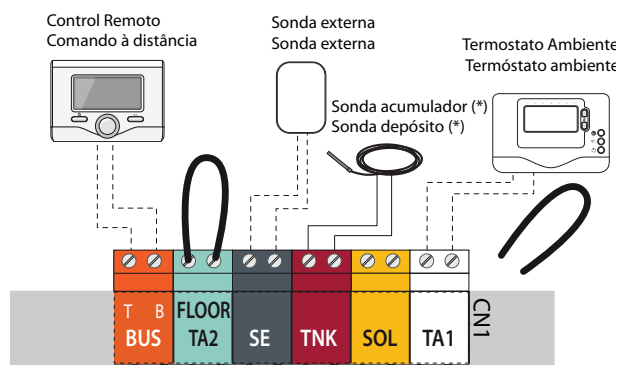 Control Remoto
Comando à distância
Sonda externa
Sonda externa
Termostato Ambiente
Termóstato ambiente
Sonda acumulador (*)
Sonda depósito (*)
T B
BUS
FLOOR
TA2
SE
TNK
SOL
TA1
CN1